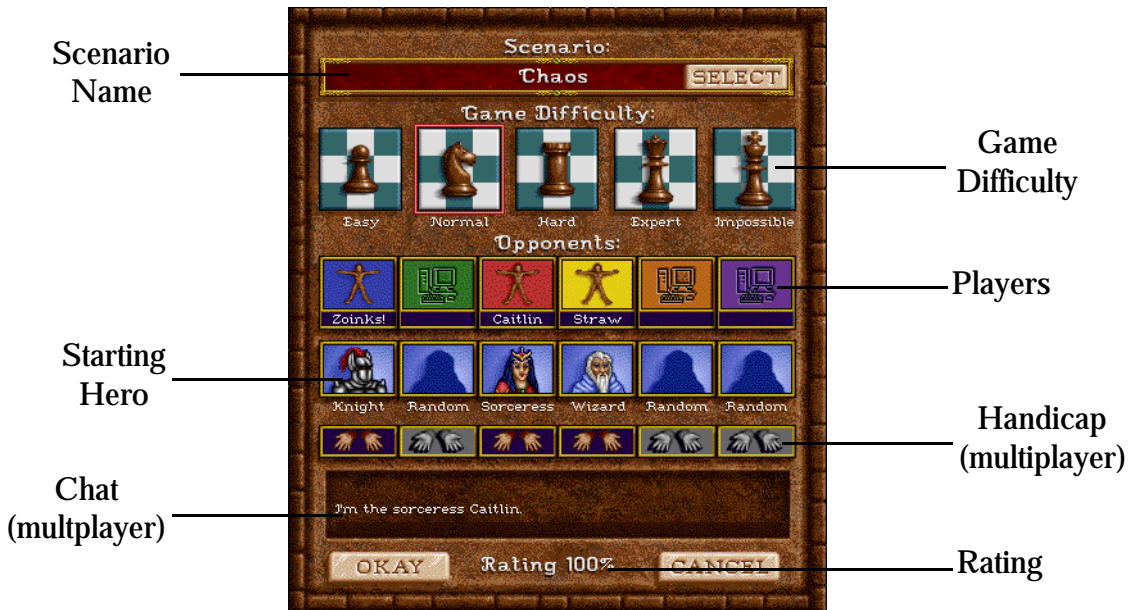 Scenario:
Scenario
Name
Chaos
SELECT
Game Difficulty:
Game
Difficulty
Easy
Normal
Hard
Expert
Impossible
Opponents:
Players
Zoinks!
Caitlin
Straw
Starting
Hero
Knight
Random
Sorceress
Wizard
Random
Random
Handicap
(multiplayer)
Chat
(multplayer)
I'm the sorceress Caitlin.
OKAY
Rating 100%
CANCEL
Rating